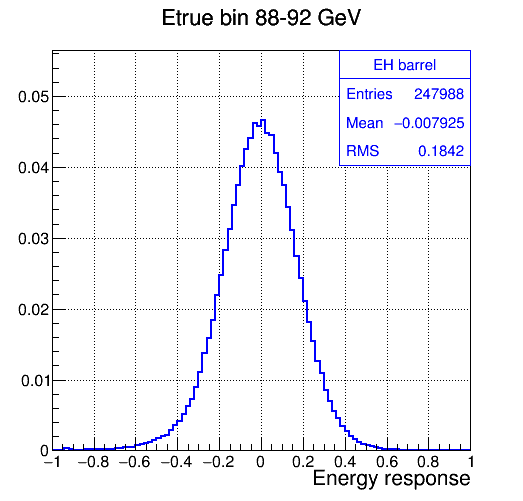 Etrue bin 88-92 GeV
EH barrel
Entries 247988
Mean −0.007925
RMS 0.1842
0.05
0.04
0.03
0.02
0.01
0
−1 −0.8 −0.6 −0.4 −0.2 0 0.2 0.4 0.6 0.8 1
Energy response